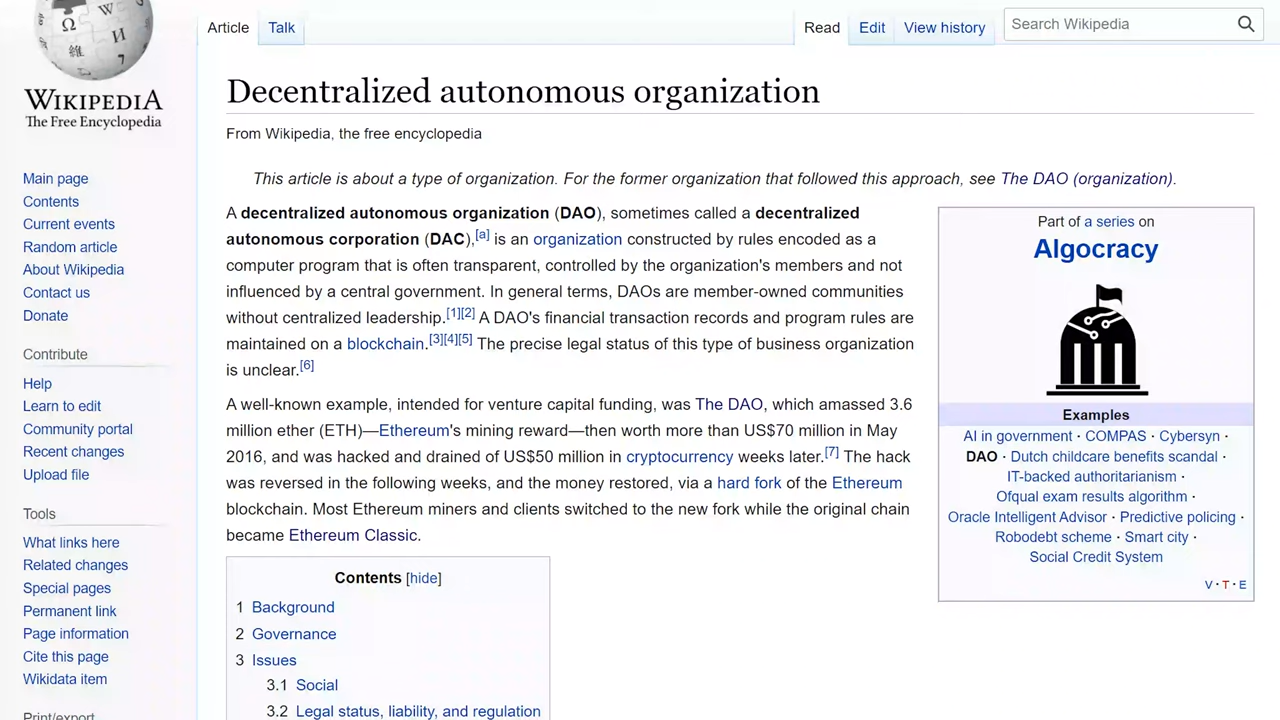 Ω W И 維 7
WIKIPEDIA
The Free Encyclopedia
Main page
Contents
Current events
Random article
About Wikipedia
Contact us
Donate
Contribute
Help
Learn to edit
Community portal
Recent changes
Upload file
Tools
What links here
Related changes
Special pages
Permanent link
Page information
Cite this page
Wikidata item
Print/export
Article Talk
Read Edit View history
Search Wikipedia
Decentralized autonomous organization
From Wikipedia, the free encyclopedia
This article is about a type of organization. For the former organization that followed this approach, see The DAO (organization).
A decentralized autonomous organization (DAO), sometimes called a decentralized
autonomous corporation (DAC),[a] is an organization constructed by rules encoded as a
computer program that is often transparent, controlled by the organization's members and not
influenced by a central government. In general terms, DAOs are member-owned communities
without centralized leadership.[1][2] A DAO's financial transaction records and program rules are
maintained on a blockchain.[3][4][5] The precise legal status of this type of business organization
is unclear.[6]
A well-known example, intended for venture capital funding, was The DAO, which amassed 3.6
million ether (ETH)—Ethereum's mining reward—then worth more than US$70 million in May
2016, and was hacked and drained of US$50 million in cryptocurrency weeks later.[7] The hack
was reversed in the following weeks, and the money restored, via a hard fork of the Ethereum
blockchain. Most Ethereum miners and clients switched to the new fork while the original chain
became Ethereum Classic.
Contents [hide]
1 Background
2 Governance
3 Issues
3.1 Social
3.2 Legal status, liability, and regulation
Part of a series on
Algocracy
Examples
AI in government · COMPAS · Cybersyn ·
DAO · Dutch childcare benefits scandal ·
IT-backed authoritarianism ·
Ofqual exam results algorithm ·
Oracle Intelligent Advisor · Predictive policing ·
Robodebt scheme · Smart city ·
Social Credit System
V · T · E